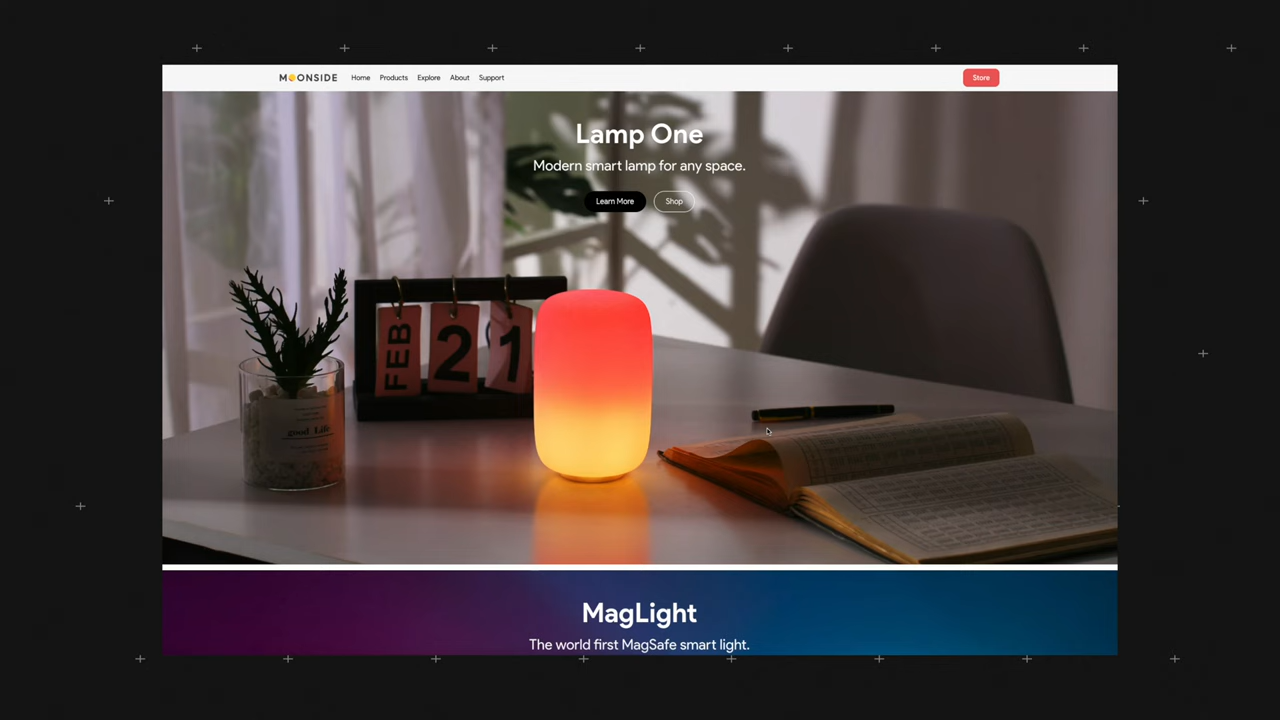 MOONSIDE Home Products Explore About Support Store
Lamp One
Modern smart lamp for any space.
Learn More Shop
FEB 21
good Life
MagLight
The world first MagSafe smart light.